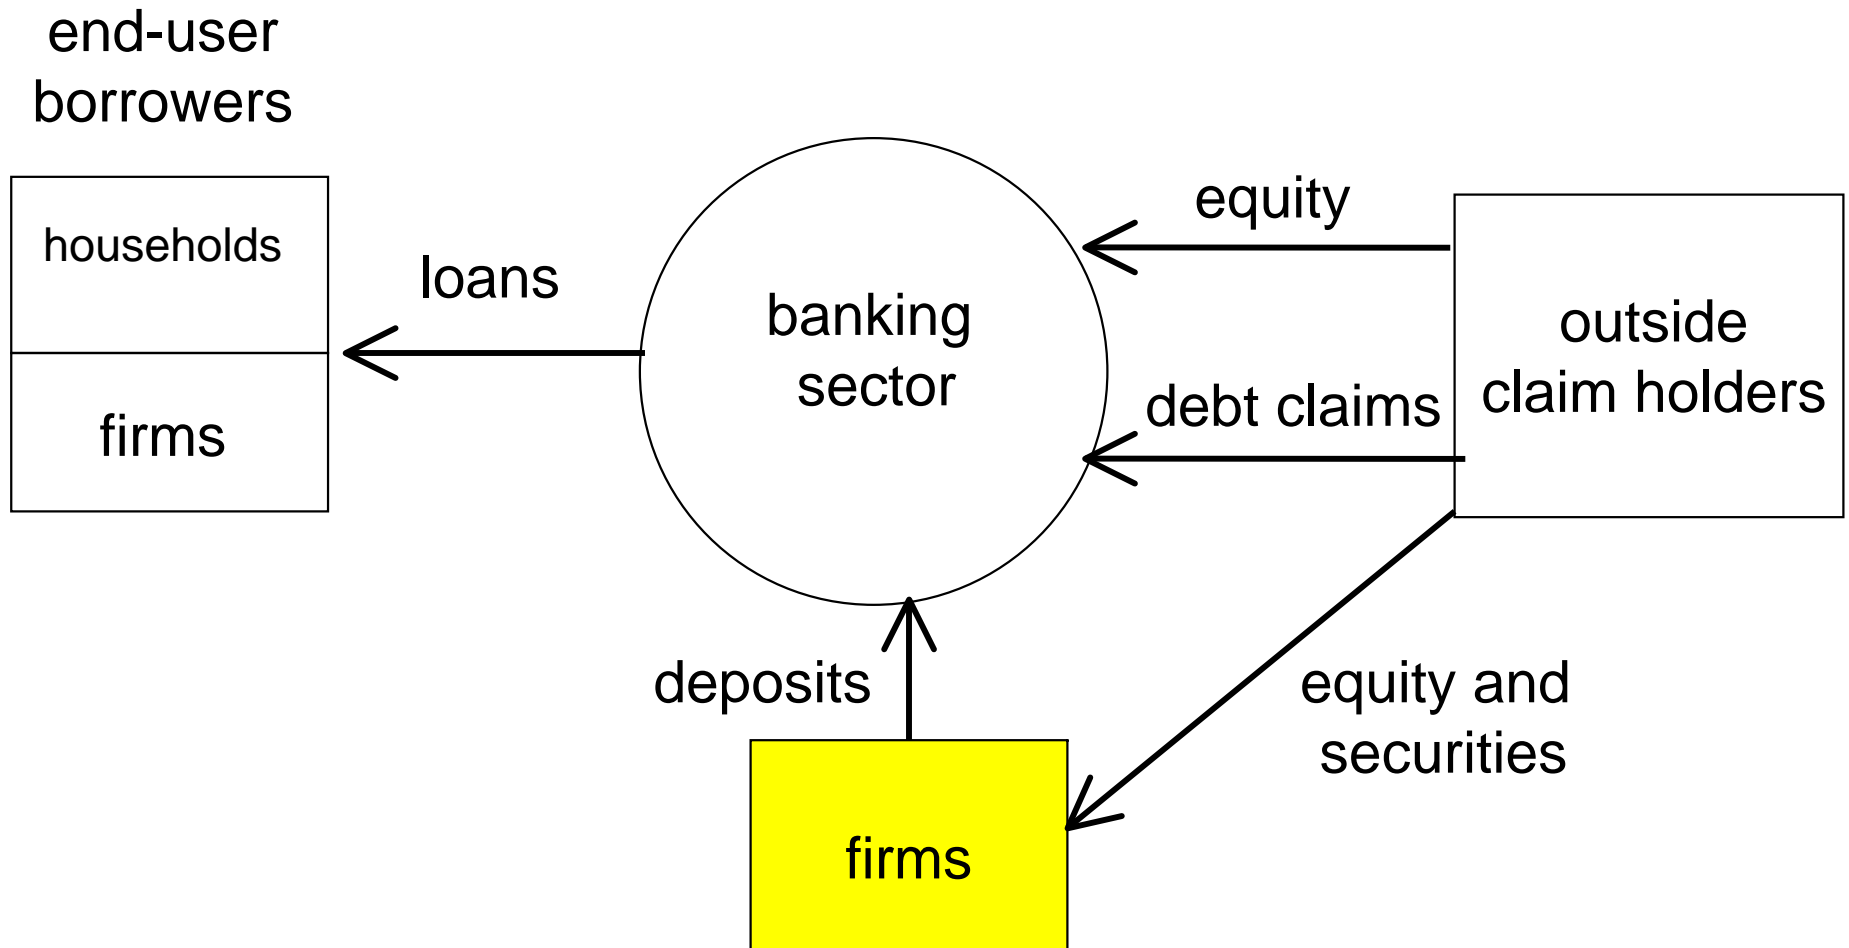 end-user
borrowers
households
firms
loans
banking
sector
equity
debt claims
outside
claim holders
deposits
equity and
securities
firms